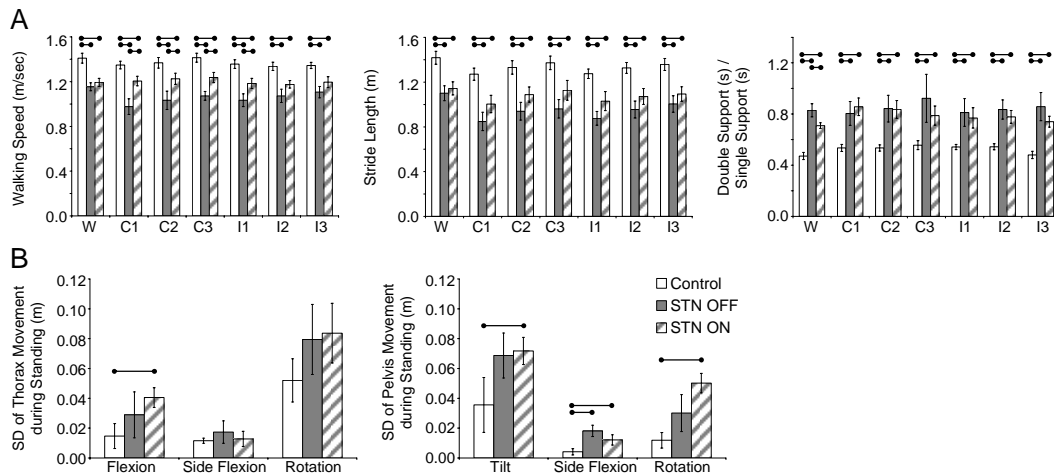 A
Walking Speed (m/sec)
1.6
1.2
0.8
0.4
0.0
W C1 C2 C3 I1 I2 I3
Stride Length (m)
1.6
1.2
0.8
0.4
0.0
W C1 C2 C3 I1 I2 I3
Double Support (s) /
Single Support (s)
1.2
0.8
0.4
0.0
W C1 C2 C3 I1 I2 I3
B
SD of Thorax Movement
during Standing (m)
0.12
0.10
0.08
0.06
0.04
0.02
0.00
Flexion Side Flexion Rotation
SD of Pelvis Movement
during Standing (m)
0.12
0.10
0.08
0.06
0.04
0.02
0.00
Tilt Side Flexion Rotation
Control
STN OFF
STN ON